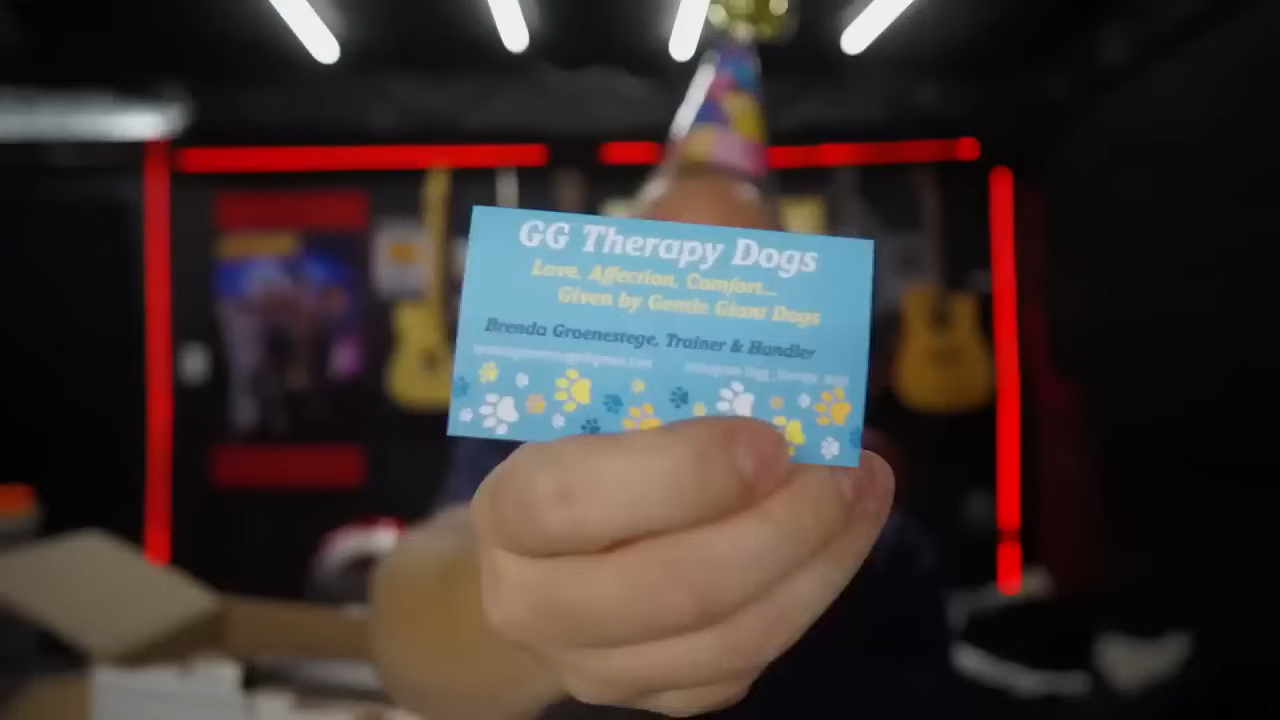 GG Therapy Dogs
Love, Affection, Comfort...
Given by Gentle Giant Dogs
Brenda Groenestege, Trainer & Handler